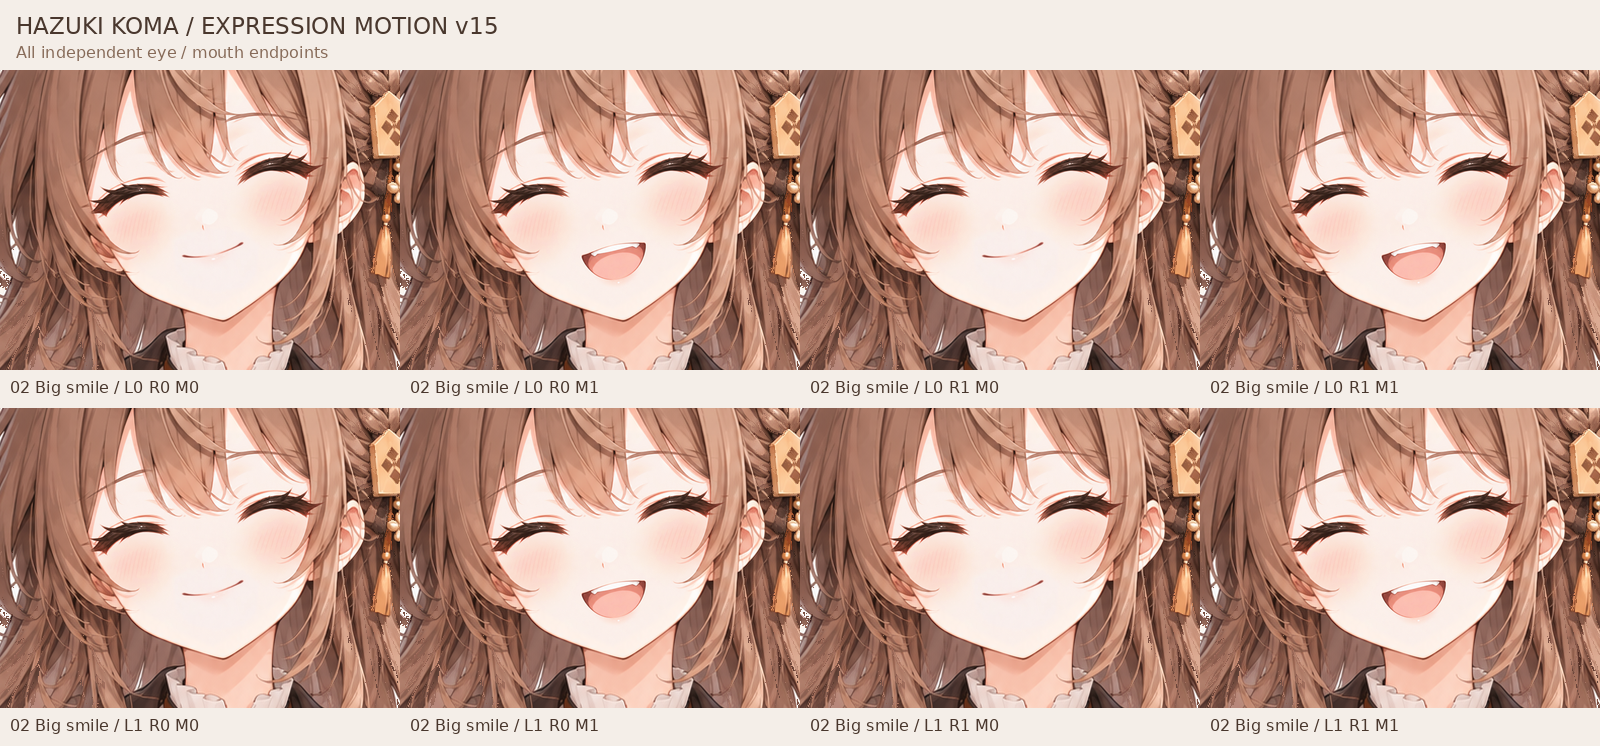 HAZUKI KOMA / EXPRESSION MOTION v15
All independent eye / mouth endpoints
02 Big smile / L0 R0 M0
02 Big smile / L0 R0 M1
02 Big smile / L0 R1 M0
02 Big smile / L0 R1 M1
02 Big smile / L1 R0 M0
02 Big smile / L1 R0 M1
02 Big smile / L1 R1 M0
02 Big smile / L1 R1 M1